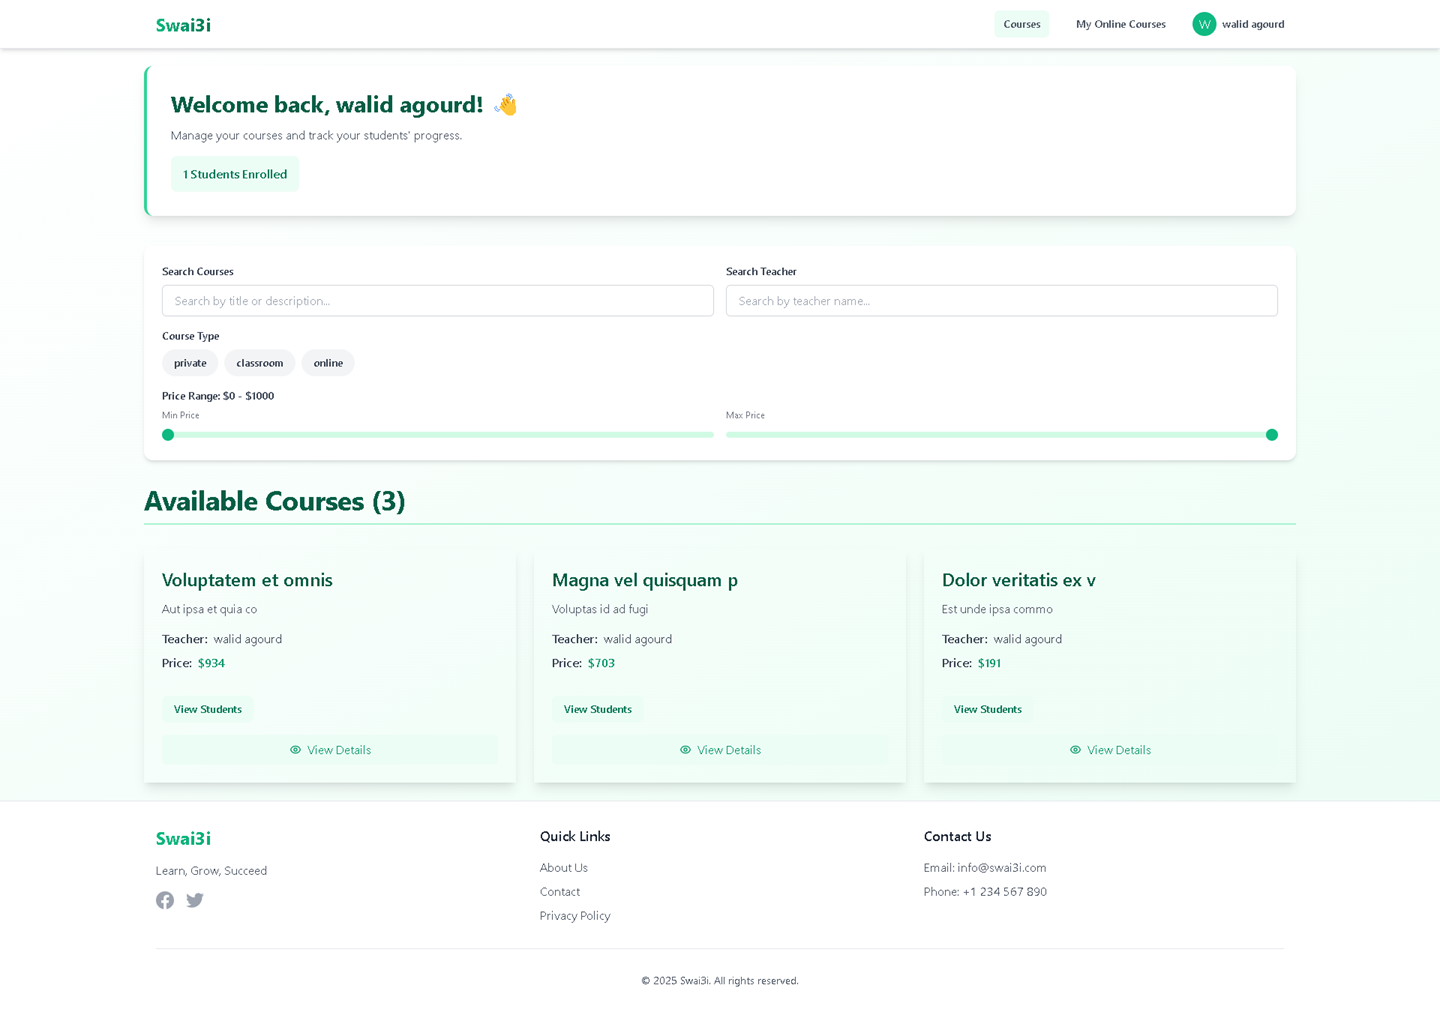 Swai3i
Courses
My Online Courses
W
walid agourd
Welcome back, walid agourd! 👋
Manage your courses and track your students' progress.
1 Students Enrolled
Search Courses
Search by title or description...
Search Teacher
Search by teacher name...
Course Type
private
classroom
online
Price Range: $0 - $1000
Min Price
Max Price
Available Courses (3)
Voluptatem et omnis
Aut ipsa et quia co
Teacher: walid agourd
Price: $934
View Students
View Details
Magna vel quisquam p
Voluptas id ad fugi
Teacher: walid agourd
Price: $703
View Students
View Details
Dolor veritatis ex v
Est unde ipsa commo
Teacher: walid agourd
Price: $191
View Students
View Details
Swai3i
Learn, Grow, Succeed
Quick Links
About Us
Contact
Privacy Policy
Contact Us
Email: info@swai3i.com
Phone: +1 234 567 890
© 2025 Swai3i. All rights reserved.